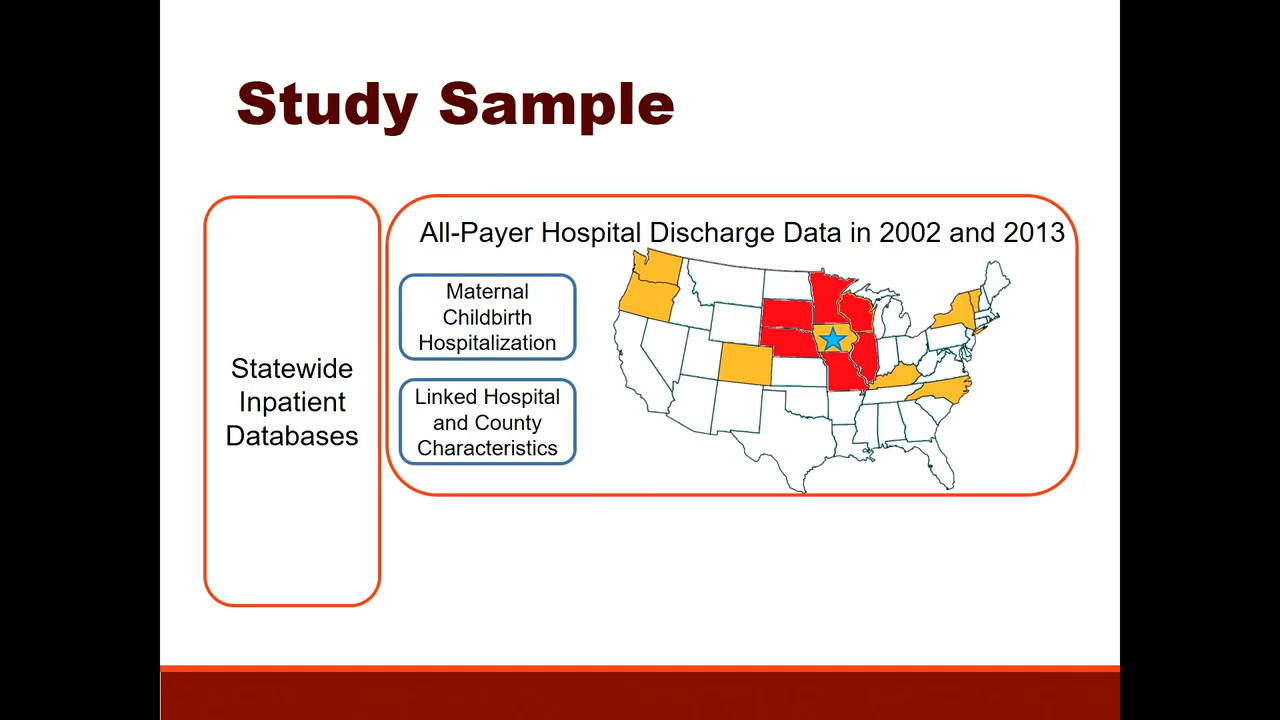 Study Sample
Statewide
Inpatient
Databases
All-Payer Hospital Discharge Data in 2002 and 2013
Maternal
Childbirth
Hospitalization
Linked Hospital
and County
Characteristics